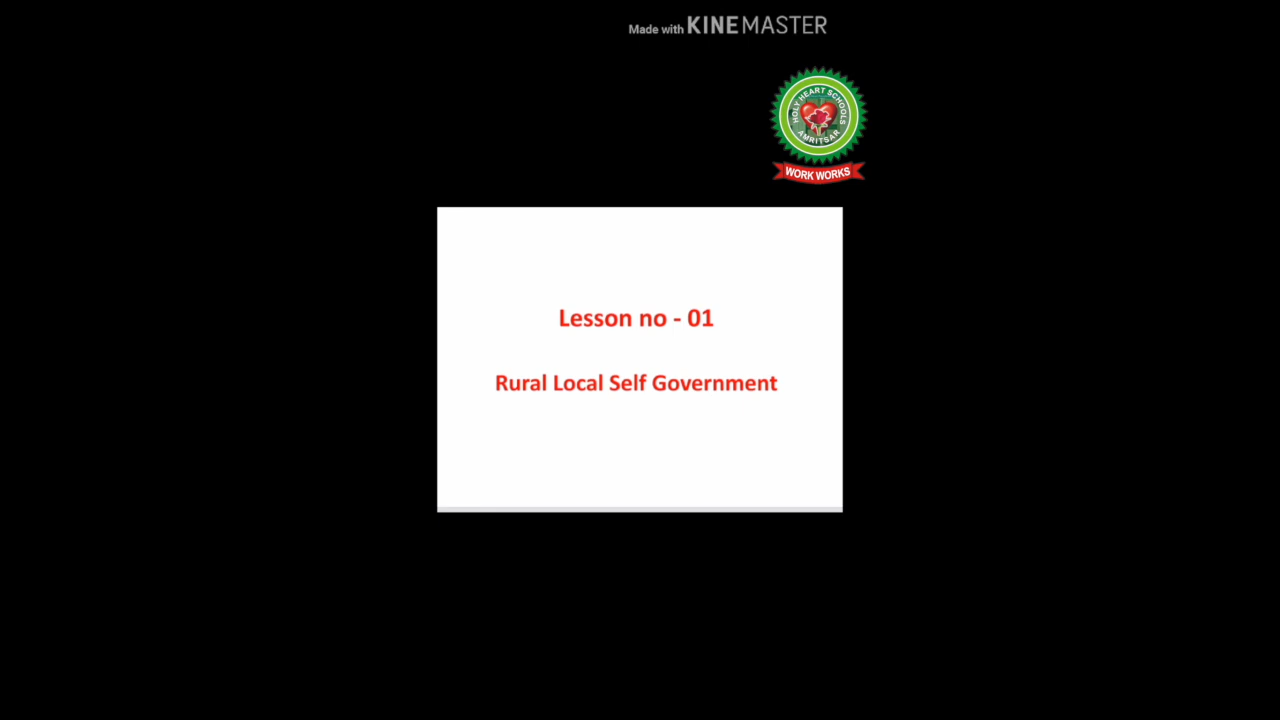 Made with KINEMASTER
HOLY HEART SCHOOLS
AMRITSAR
WORK WORKS
Lesson no - 01
Rural Local Self Government